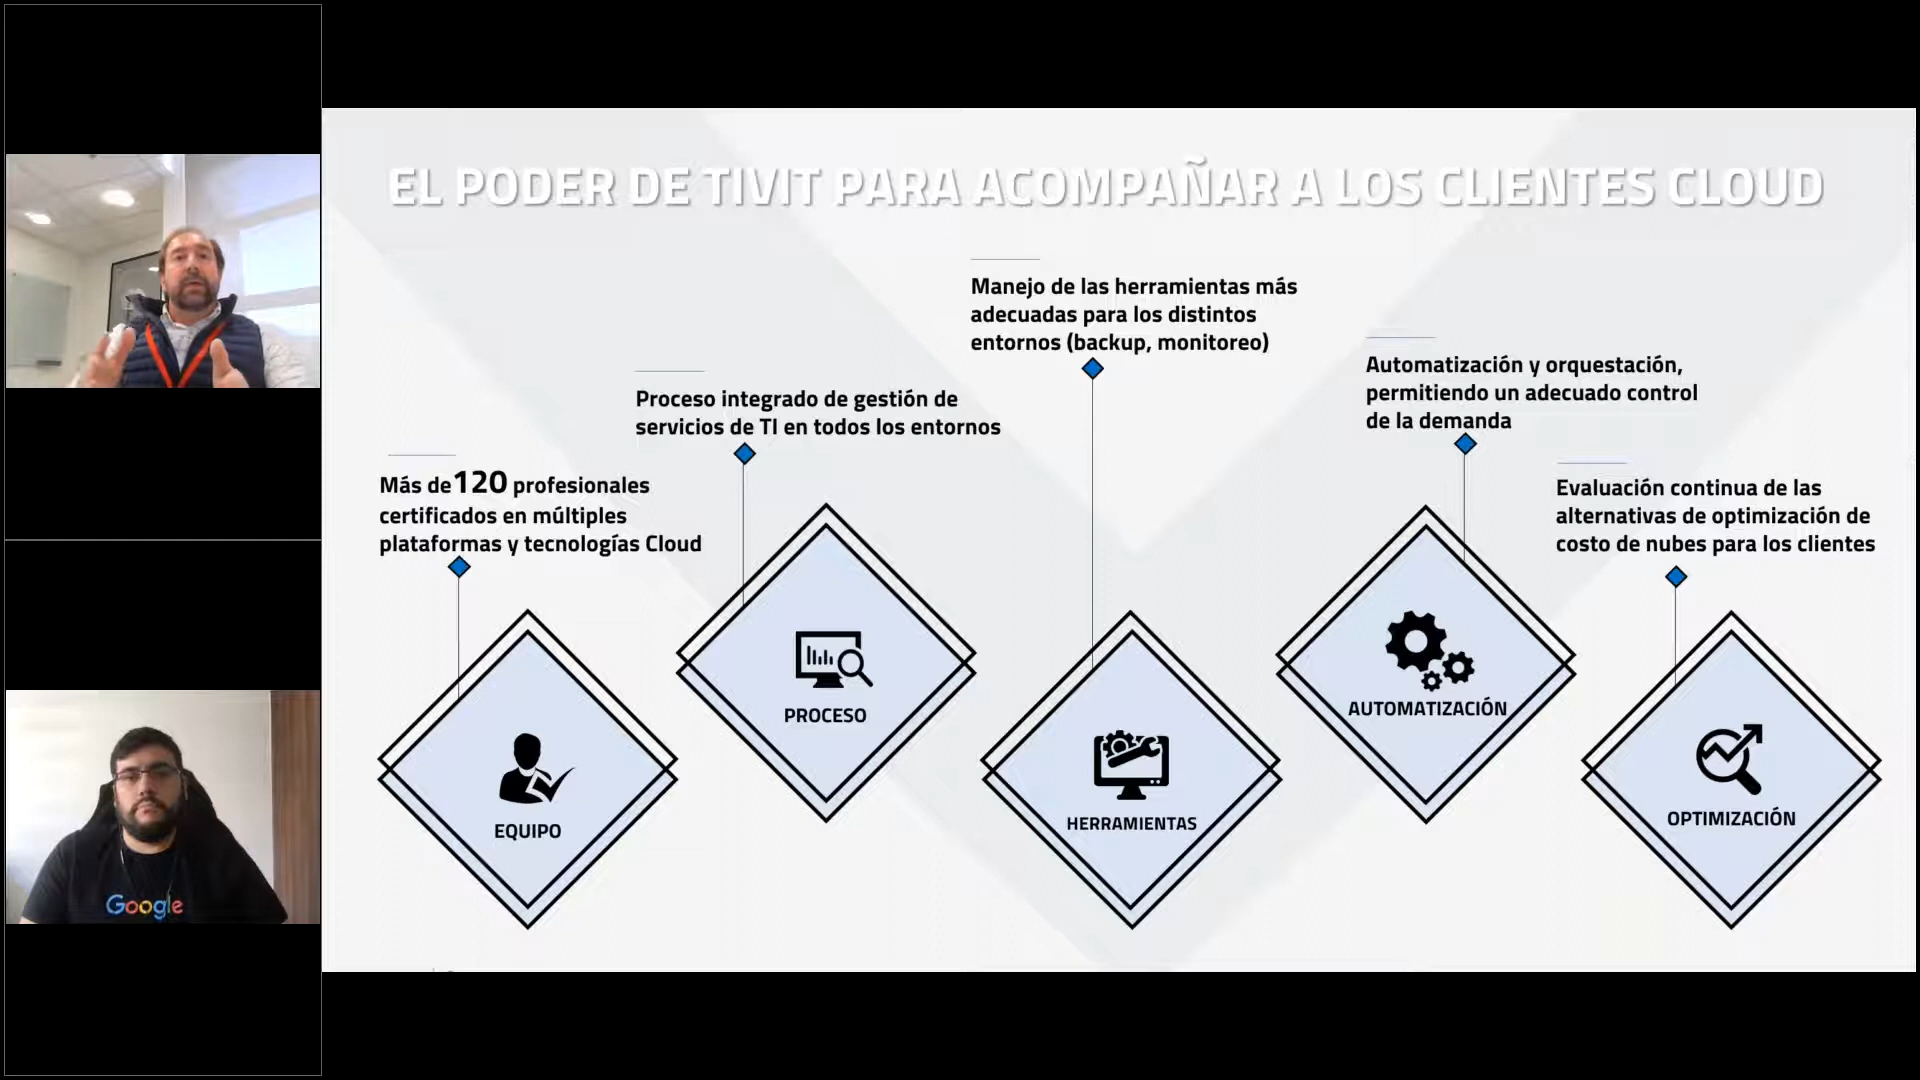 EL PODER DE TIVIT PARA ACOMPAÑAR A LOS CLIENTES CLOUD
Más de 120 profesionales
certificados en múltiples
plataformas y tecnologías Cloud
EQUIPO
Proceso integrado de gestión de
servicios de TI en todos los entornos
PROCESO
Manejo de las herramientas más
adecuadas para los distintos
entornos (backup, monitoreo)
HERRAMIENTAS
Automatización y orquestación,
permitiendo un adecuado control
de la demanda
AUTOMATIZACIÓN
Evaluación continua de las
alternativas de optimización de
costo de nubes para los clientes
OPTIMIZACIÓN
Google